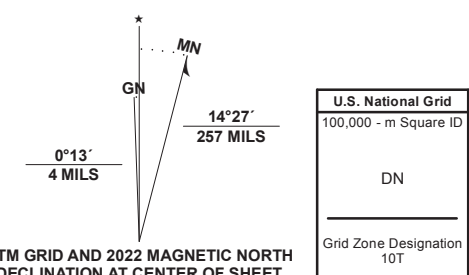 ★
MN
GN
14°27´
257 MILS
0°13´
4 MILS
TM GRID AND 2022 MAGNETIC NORTH
DECLINATION AT CENTER OF SHEET
U.S. National Grid
100,000 - m Square ID
DN
Grid Zone Designation
10T